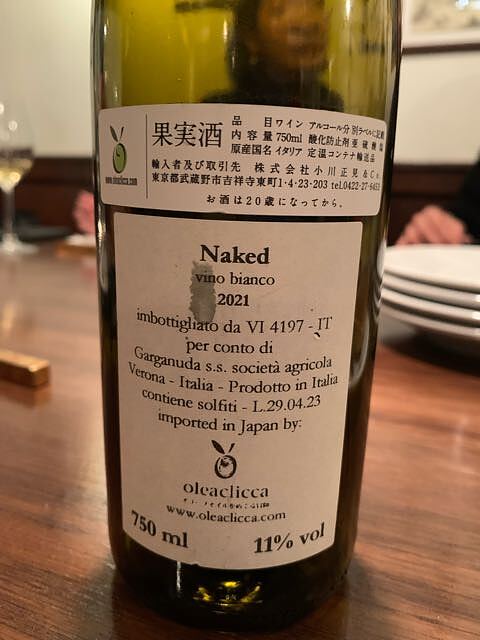 果実酒
品 目 ワイン アルコール分 別ラベルに記載
内容量 750ml 酸化防止剤 亜硫酸塩
原産国名 イタリア 定温コンテナ輸送品
輸入者及び取引先 株式会社小川正見&Co.
東京都武蔵野市吉祥寺東町1-4-23-203 tel.0422-27-
お酒は20歳になってから。
www.oleaclicca.com
Naked
vino bianco
2021
imbottigliato da VI 4197 - IT
per conto di
Garganuda s.s. società agricola
Verona - Italia - Prodotto in Italia
contiene solfiti - L.29.04.23
imported in Japan by:
oleaclicca
www.oleaclicca.com
750 ml 11% vol